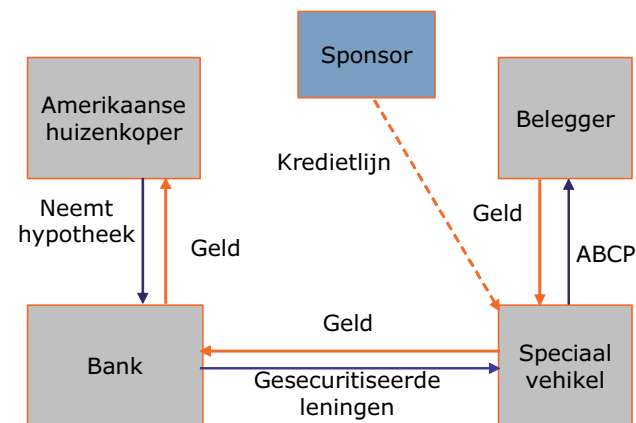 Sponsor
Amerikaanse
huizenkoper
Belegger
Kredietlijn
Neemt
hypotheek
Geld
Geld
ABCP
Geld
Bank
Gesecuritiseerde
leningen
Speciaal
vehikel